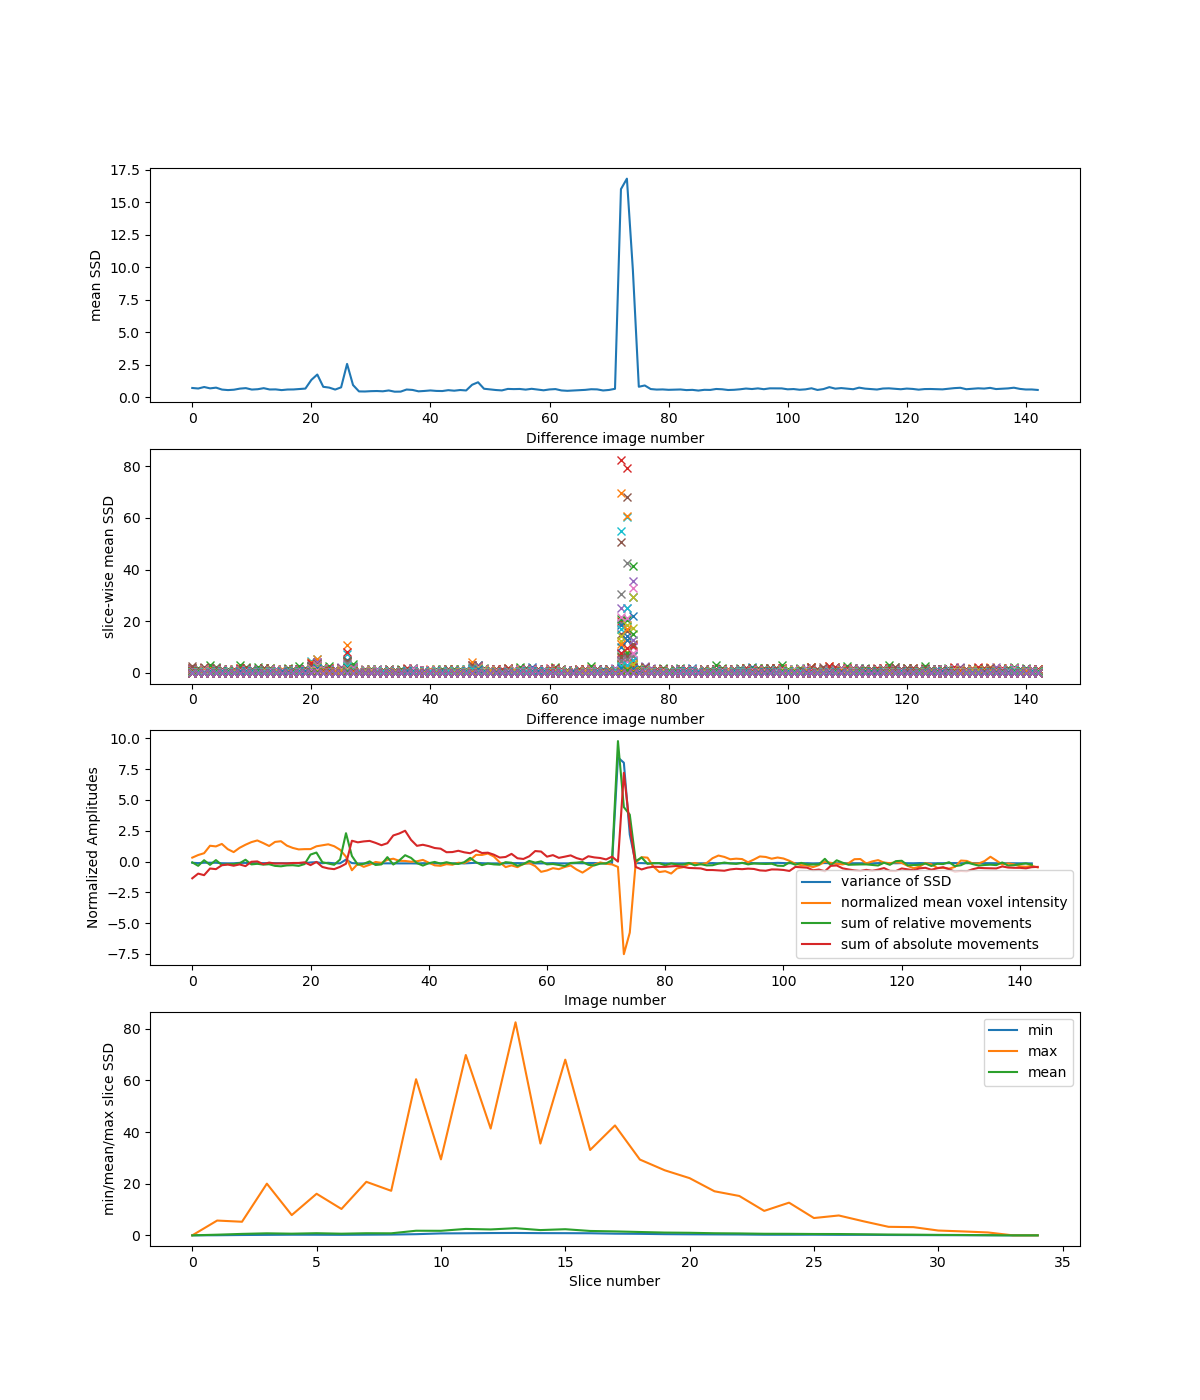 17.5
15.0
12.5
10.0
7.5
5.0
2.5
0.0
mean SSD
0 20 40 60 80 100 120 140
Difference image number
80
60
40
20
0
slice-wise mean SSD
0 20 40 60 80 100 120 140
Difference image number
10.0
7.5
5.0
2.5
0.0
−2.5
−5.0
−7.5
Normalized Amplitudes
variance of SSD
normalized mean voxel intensity
sum of relative movements
sum of absolute movements
0 20 40 60 80 100 120 140
Image number
80
60
40
20
0
min/mean/max slice SSD
min
max
mean
0 5 10 15 20 25 30 35
Slice number